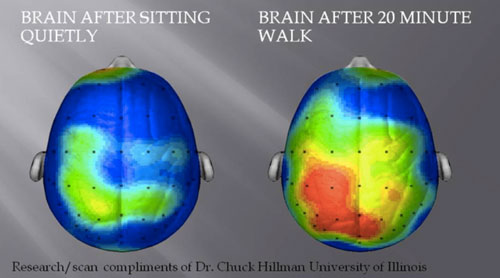 BRAIN AFTER SITTING
QUIETLY
BRAIN AFTER 20 MINUTE
WALK
Research/scan compliments of Dr. Chuck Hillman University of Illinois